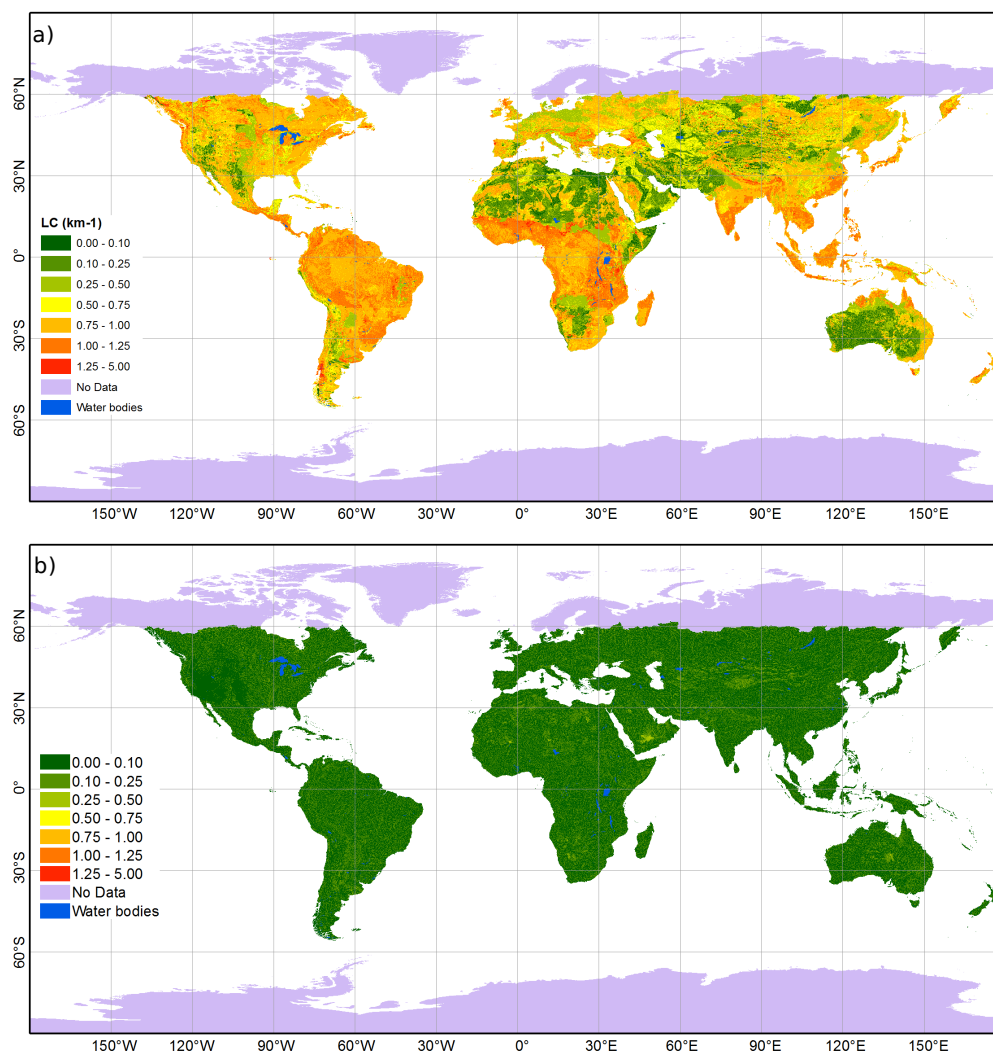 a)
60°N
30°N
0°
30°S
60°S
LC (km-1)
0.00 - 0.10
0.10 - 0.25
0.25 - 0.50
0.50 - 0.75
0.75 - 1.00
1.00 - 1.25
1.25 - 5.00
No Data
Water bodies
150°W 120°W 90°W 60°W 30°W 0° 30°E 60°E 90°E 120°E 150°E
b)
60°N
30°N
0°
30°S
60°S
0.00 - 0.10
0.10 - 0.25
0.25 - 0.50
0.50 - 0.75
0.75 - 1.00
1.00 - 1.25
1.25 - 5.00
No Data
Water bodies
150°W 120°W 90°W 60°W 30°W 0° 30°E 60°E 90°E 120°E 150°E